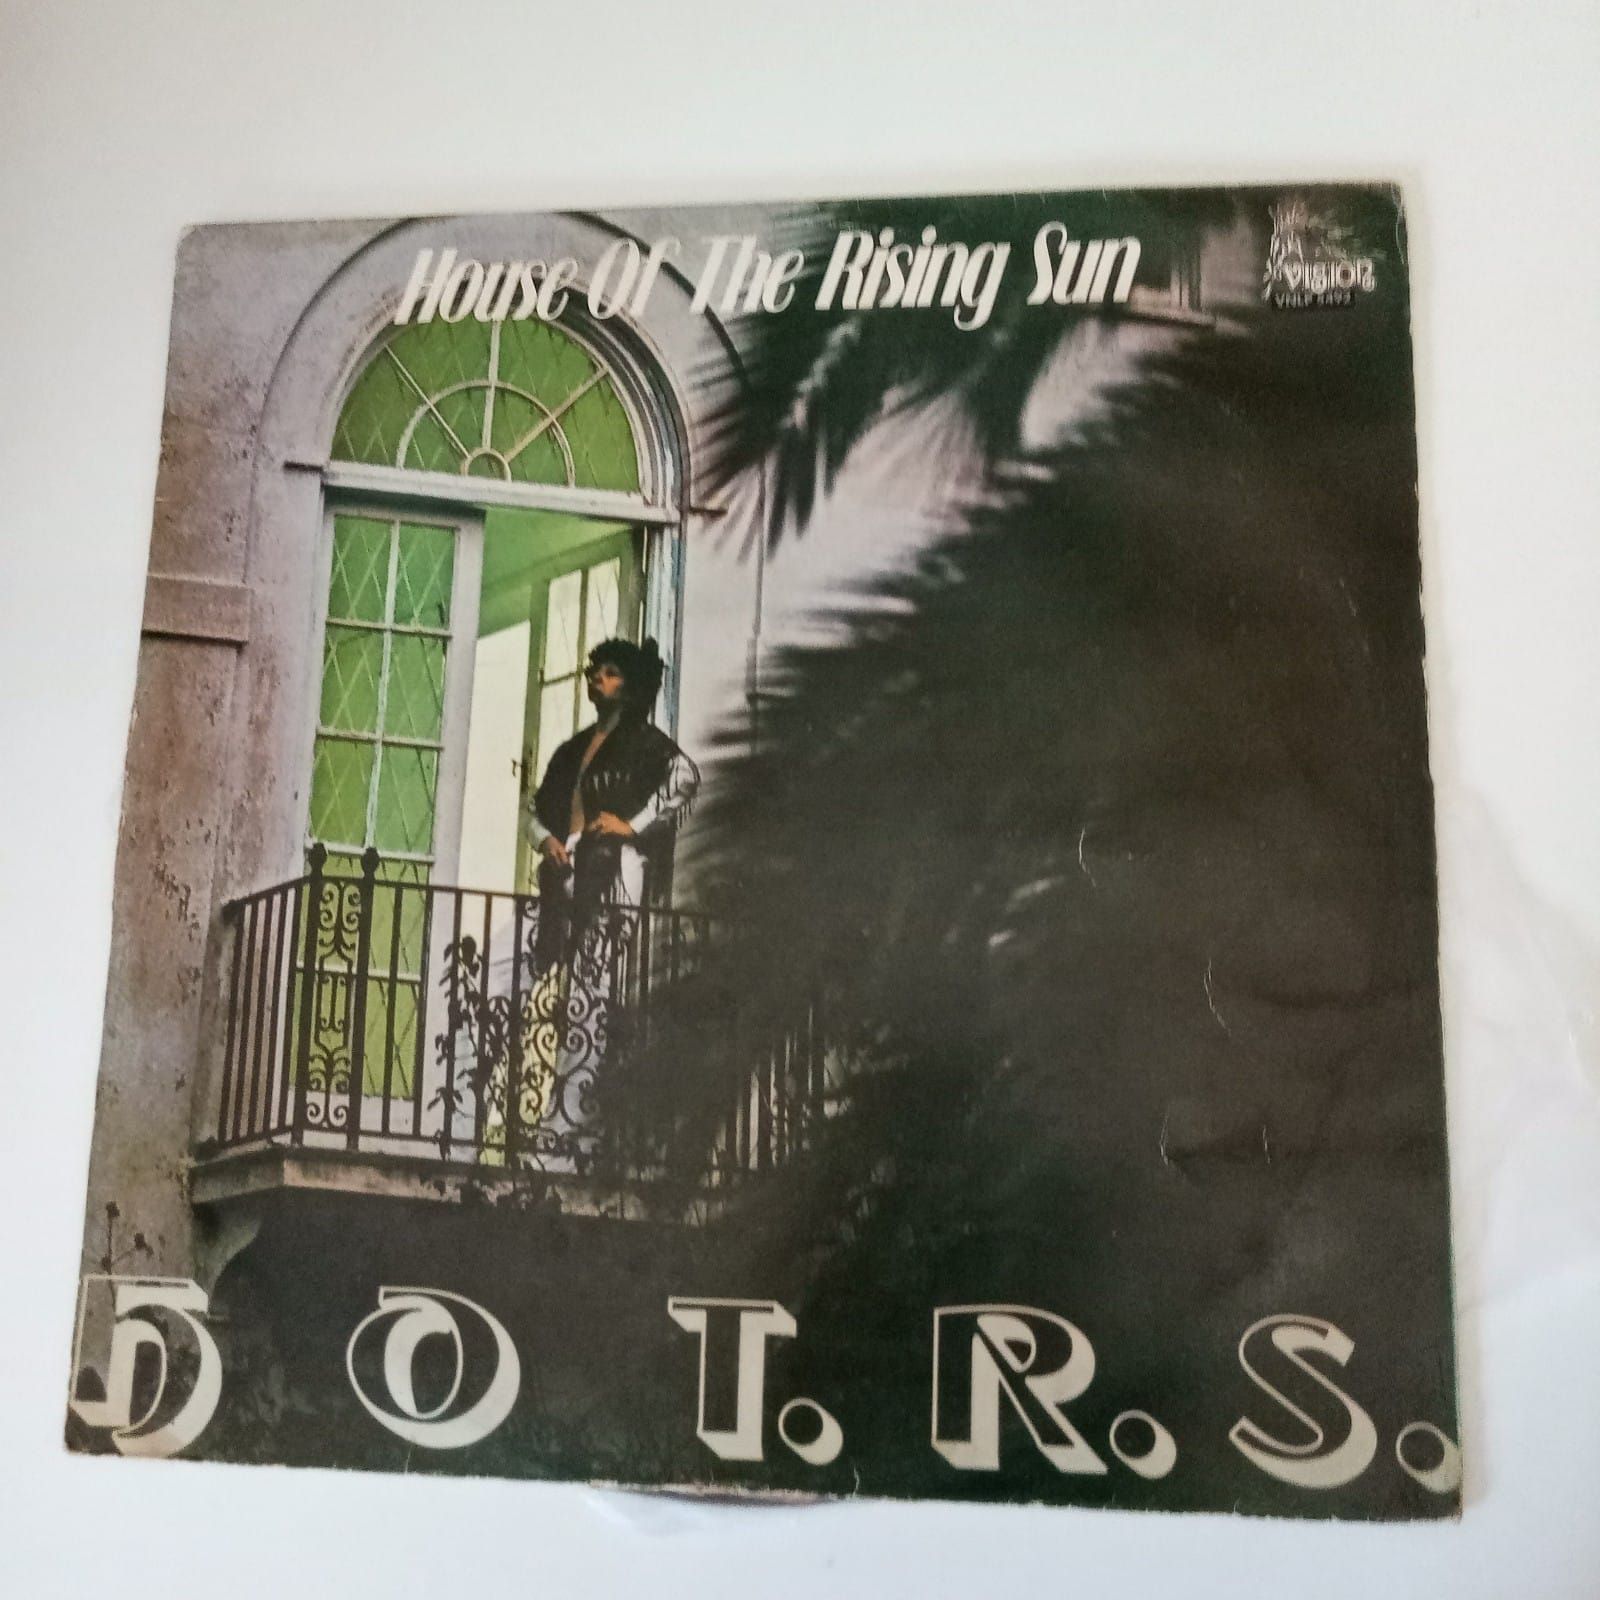 House Of The Rising Sun
vision
H O T. R. S.